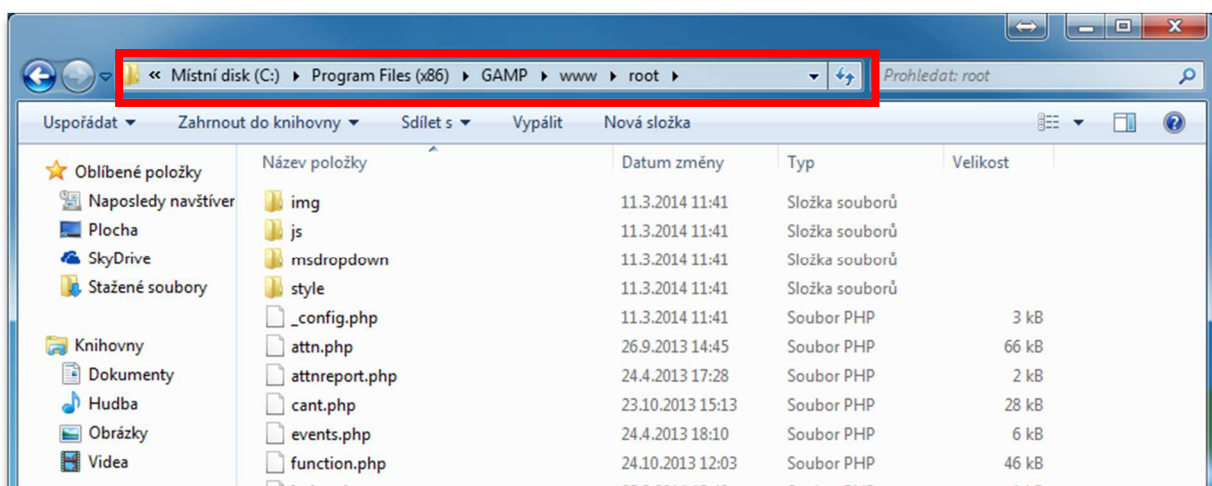 « Místní disk (C:) ▸ Program Files (x86) ▸ GAMP ▸ www ▸ root ▸
Prohledat: root
Uspořádat ▼ Zahrnout do knihovny ▼ Sdílet s ▼ Vypálit Nová složka
Název položky Datum změny Typ Velikost
Oblíbené položky
Naposledy navštíver
Plocha
SkyDrive
Stažené soubory
Knihovny
Dokumenty
Hudba
Obrázky
Videa
img 11.3.2014 11:41 Složka souborů
js 11.3.2014 11:41 Složka souborů
msdropdown 11.3.2014 11:41 Složka souborů
style 11.3.2014 11:41 Složka souborů
_config.php 11.3.2014 11:41 Soubor PHP 3 kB
attn.php 26.9.2013 14:45 Soubor PHP 66 kB
attnreport.php 24.4.2013 17:28 Soubor PHP 2 kB
cant.php 23.10.2013 15:13 Soubor PHP 28 kB
events.php 24.4.2013 18:10 Soubor PHP 6 kB
function.php 24.10.2013 12:03 Soubor PHP 46 kB